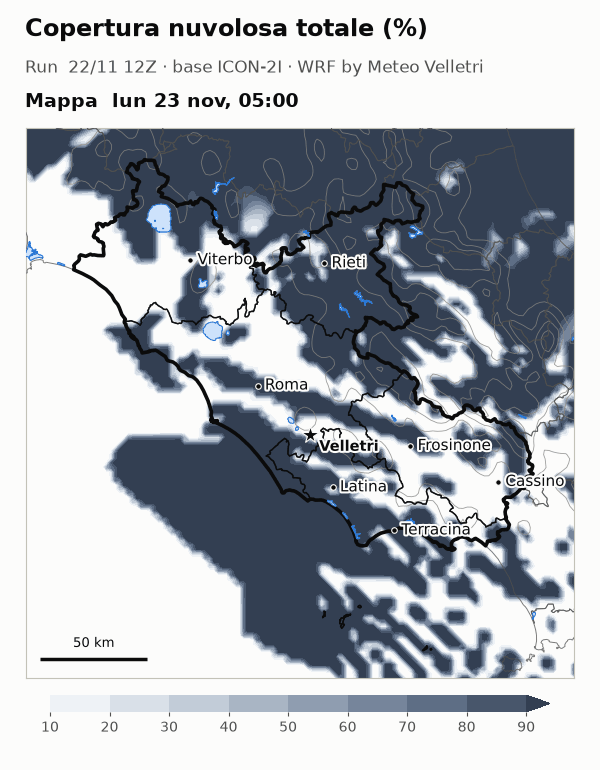 Copertura nuvolosa totale (%)
Run 22/11 12Z · base ICON-2I · WRF by Meteo Velletri
Mappa lun 23 nov, 05:00
Viterbo
Rieti
Roma
Velletri
Frosinone
Latina
Cassino
Terracina
50 km
10 20 30 40 50 60 70 80 90